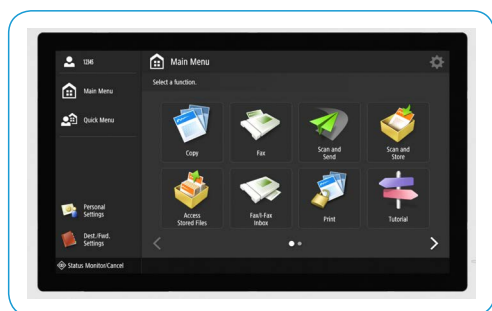 12345
Main Menu
Quick Menu
Personal
Settings
Dest./Fwd.
Settings
Status Monitor/Cancel
Main Menu
Select a function.
Copy
Fax
Scan and
Send
Scan and
Store
Access
Stored Files
Fax/I-Fax
Inbox
Print
Tutorial